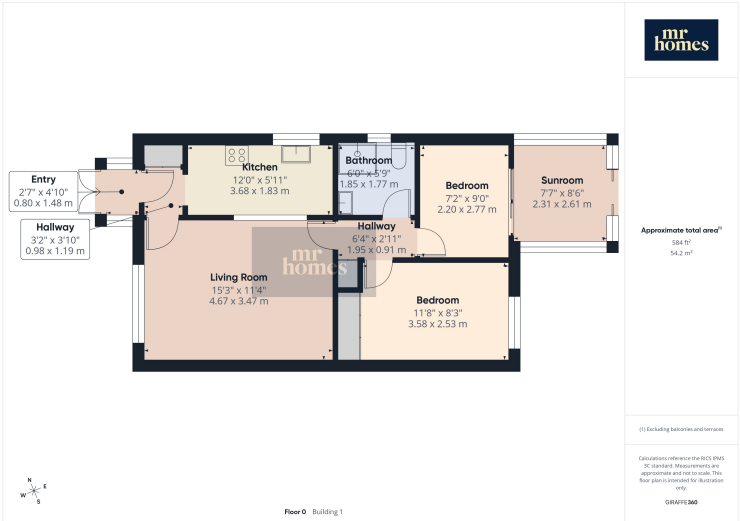 mr
homes
Entry
2'7" x 4'10"
0.80 x 1.48 m
Hallway
3'2" x 3'10"
0.98 x 1.19 m
Kitchen
12'0" x 5'11"
3.68 x 1.83 m
Bathroom
6'0" x 5'9"
1.85 x 1.77 m
Bedroom
7'2" x 9'0"
2.20 x 2.77 m
Sunroom
7'7" x 8'6"
2.31 x 2.61 m
Hallway
6'4" x 2'11"
1.95 x 0.91 m
mr
homes
Living Room
15'3" x 11'4"
4.67 x 3.47 m
Bedroom
11'8" x 8'3"
3.58 x 2.53 m
Approximate total area⁽¹⁾
584 ft²
54.2 m²
(1) Excluding balconies and terraces
Calculations reference the RICS IPMS
3C standard. Measurements are
approximate and not to scale. This
floor plan is intended for illustration
only.
GIRAFFE360
N
E
W
S
Floor 0 Building 1